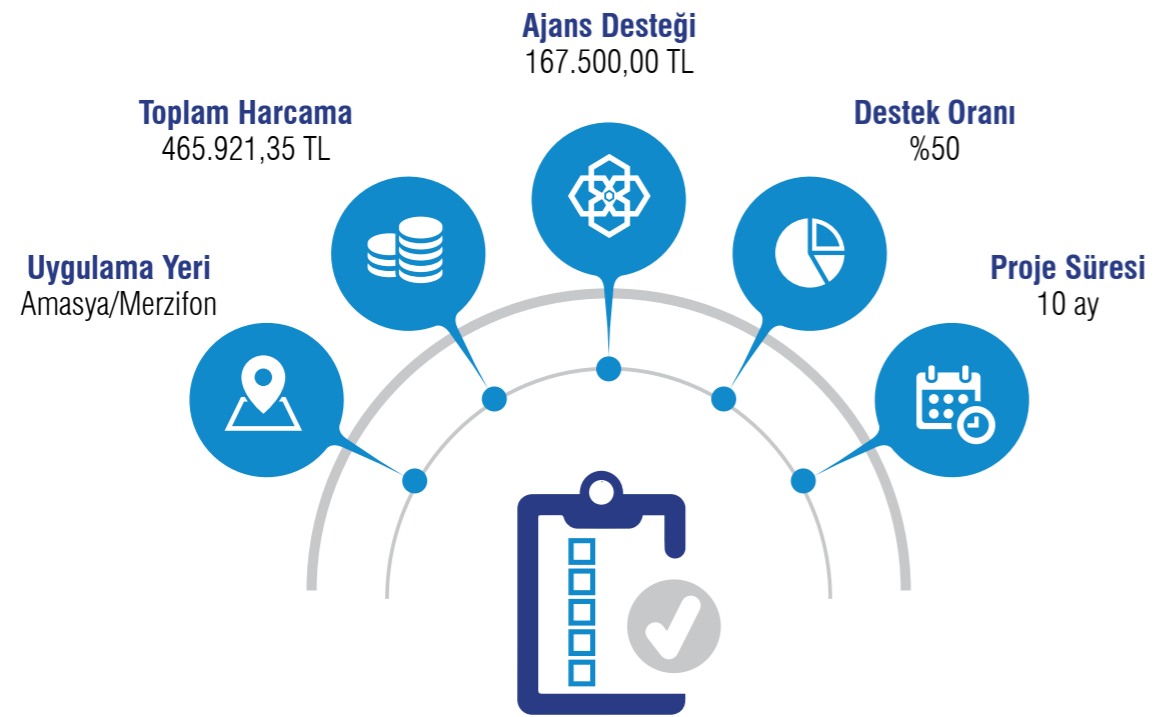 Ajans Desteği
167.500,00 TL
Toplam Harcama
465.921,35 TL
Destek Oranı
%50
Uygulama Yeri
Amasya/Merzifon
Proje Süresi
10 ay